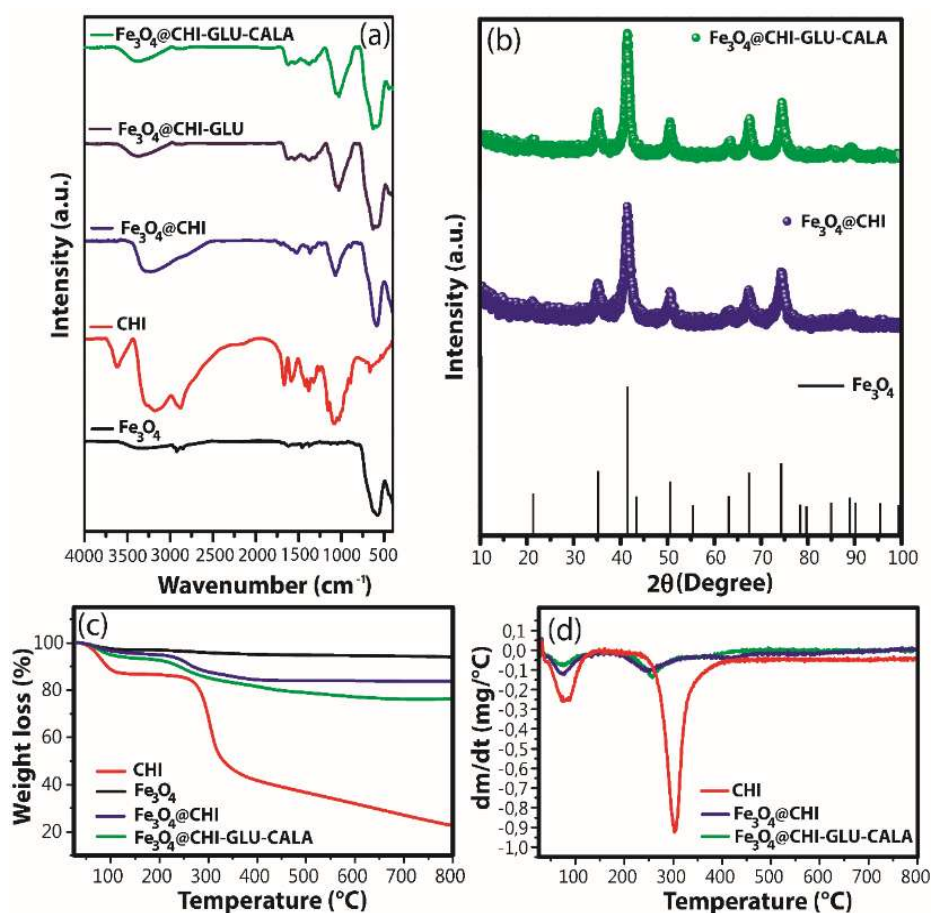 (a)
Fe₃O₄@CHI-GLU-CALA
Fe₃O₄@CHI-GLU
Fe₃O₄@CHI
CHI
Fe₃O₄
Intensity (a.u.)
4000 3500 3000 2500 2000 1500 1000 500
Wavenumber (cm⁻¹)
(b)
Fe₃O₄@CHI-GLU-CALA
Fe₃O₄@CHI
Fe₃O₄
Intensity (a.u.)
10 20 30 40 50 60 70 80 90 100
2θ (Degree)
(c)
Weight loss (%)
100
80
60
40
20
CHI
Fe₃O₄
Fe₃O₄@CHI
Fe₃O₄@CHI-GLU-CALA
100 200 300 400 500 600 700 800
Temperature (°C)
(d)
dm/dt (mg/°C)
0,1
0,0
-0,1
-0,2
-0,3
-0,4
-0,5
-0,6
-0,7
-0,8
-0,9
-1,0
CHI
Fe₃O₄@CHI
Fe₃O₄@CHI-GLU-CALA
100 200 300 400 500 600 700 800
Temperature (°C)